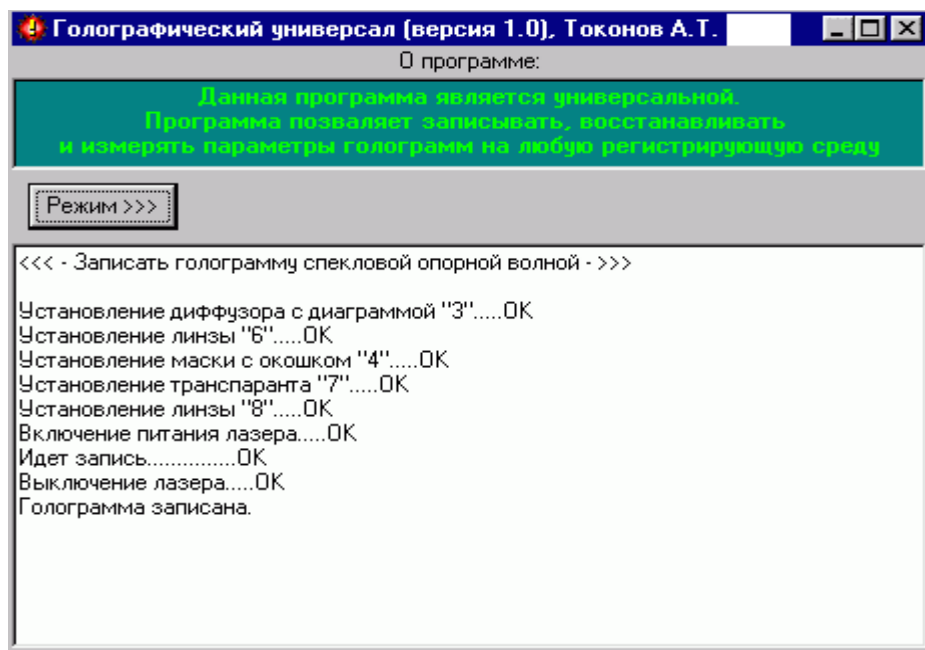 Голографический универсал (версия 1.0), Токонов А.Т.
О программе:
Данная программа является универсальной.
Программа позваляет записывать, восстанавливать
и измерять параметры голограмм на любую регистрирующую среду
Режим >>>
<<< - Записать голограмму спекловой опорной волной - >>>
Установление диффузора с диаграммой "3".....OK
Установление линзы "6".....OK
Установление маски с окошком "4".....OK
Установление транспаранта "7".....OK
Установление линзы "8".....OK
Включение питания лазера.....OK
Идет запись...............OK
Выключение лазера.....OK
Голограмма записана.